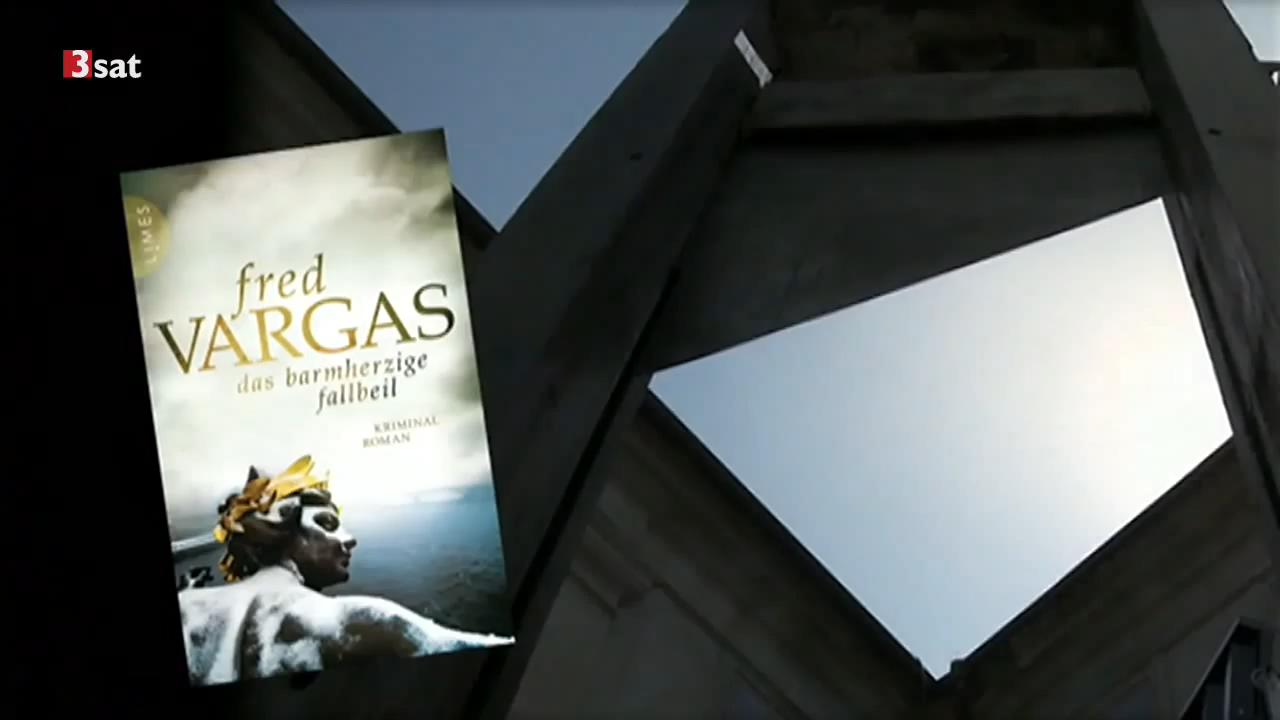 3sat
LIMES
fred
VARGAS
das barmherzige
fallbeil
KRIMINAL
ROMAN